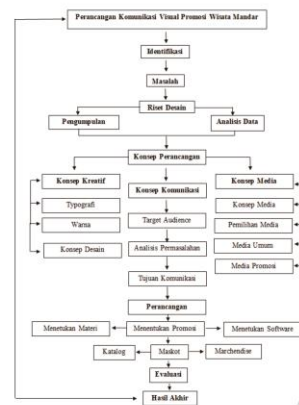 Perancangan Komunikasi Visual Promosi Wisata Mandar
Identifikasi
Masalah
Riset Desain
Pengumpulan
Analisis Data
Konsep Perancangan
Konsep Kreatif
Konsep Komunikasi
Konsep Media
Typografi
Target Audience
Konsep Media
Warna
Pemilihan Media
Konsep Desain
Analisis Permasalahan
Media Umum
Media Promosi
Tujuan Komunikasi
Perancangan
Menetukan Materi
Menentukan Promosi
Menetukan Software
Katalog
Maskot
Marchendise
Evaluasi
Hasil Akhir